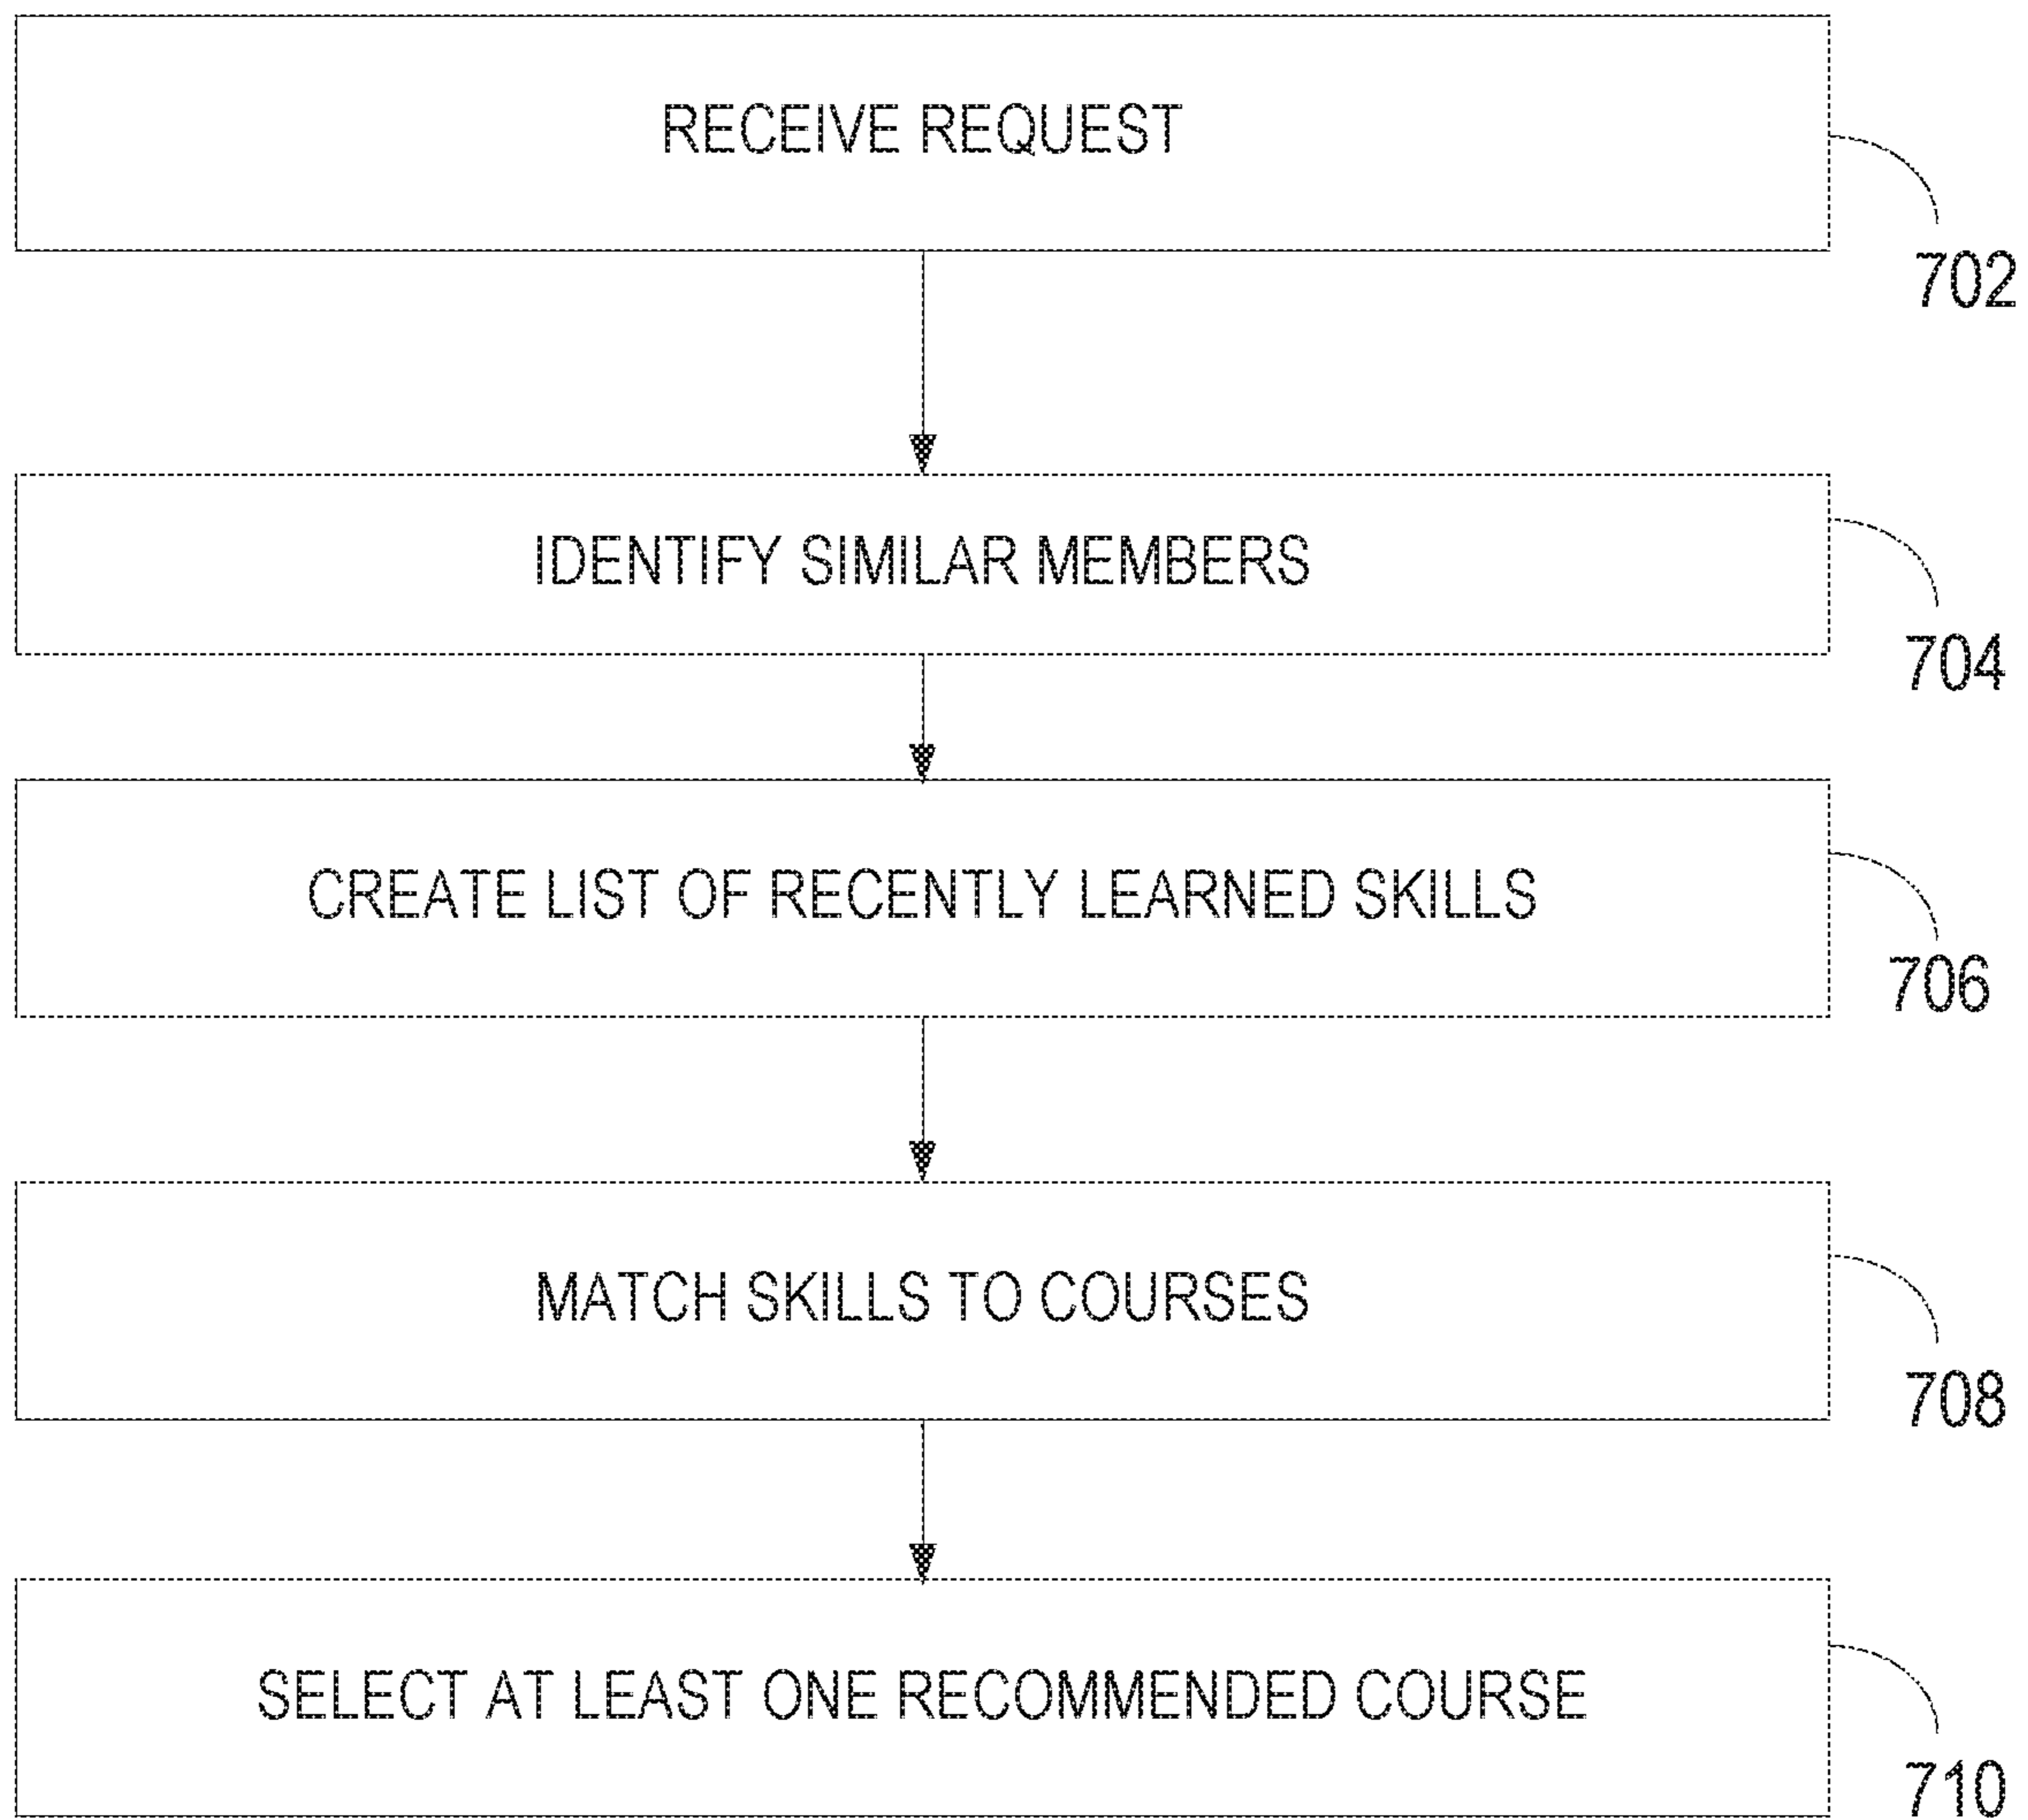 RECEIVE REQUEST
702
IDENTIFY SIMILAR MEMBERS
704
CREATE LIST OF RECENTLY LEARNED SKILLS
706
MATCH SKILLS TO COURSES
708
SELECT AT LEAST ONE RECOMMENDED COURSE
710